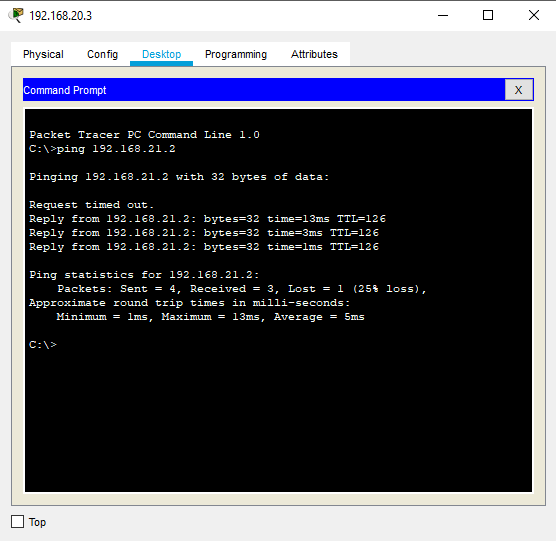 192.168.20.3
Physical Config Desktop Programming Attributes
Command Prompt X
Packet Tracer PC Command Line 1.0
C:\>ping 192.168.21.2
Pinging 192.168.21.2 with 32 bytes of data:
Request timed out.
Reply from 192.168.21.2: bytes=32 time=13ms TTL=126
Reply from 192.168.21.2: bytes=32 time=3ms TTL=126
Reply from 192.168.21.2: bytes=32 time=1ms TTL=126
Ping statistics for 192.168.21.2:
    Packets: Sent = 4, Received = 3, Lost = 1 (25% loss),
Approximate round trip times in milli-seconds:
    Minimum = 1ms, Maximum = 13ms, Average = 5ms
C:\>
Top